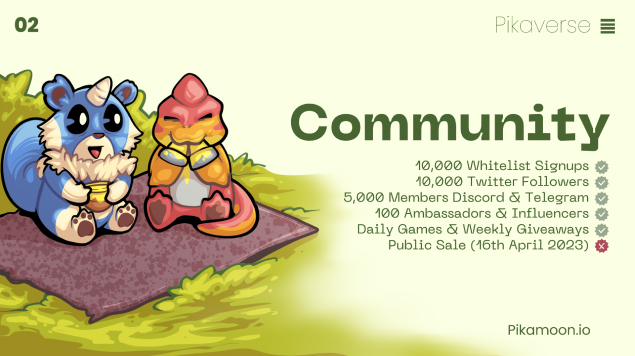 02
Pikaverse
Community
10,000 Whitelist Signups
10,000 Twitter Followers
5,000 Members Discord & Telegram
100 Ambassadors & Influencers
Daily Games & Weekly Giveaways
Public Sale (16th April 2023)
Pikamoon.io